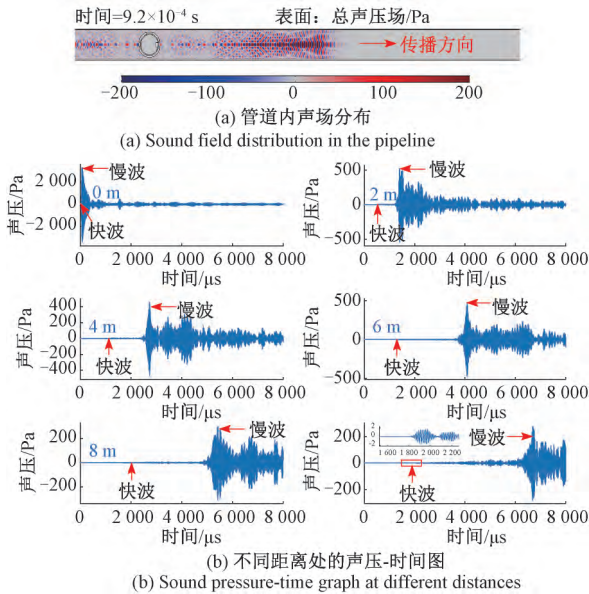 时间=9.2×10⁻⁴ s 表面：总声压场/Pa
传播方向
−200 −100 0 100 200
(a) 管道内声场分布
(a) Sound field distribution in the pipeline
声压/Pa
2 000
0
−2 000
慢波
0 m
快波
0 2 000 4 000 6 000 8 000
时间/μs
声压/Pa
500
0
−500
慢波
2 m
快波
0 2 000 4 000 6 000 8 000
时间/μs
声压/Pa
400
200
0
−200
−400
慢波
4 m
快波
0 2 000 4 000 6 000 8 000
时间/μs
声压/Pa
500
0
−500
慢波
6 m
快波
0 2 000 4 000 6 000 8 000
时间/μs
声压/Pa
200
0
−200
慢波
8 m
快波
0 2 000 4 000 6 000 8 000
时间/μs
声压/Pa
200
0
−200
2
0
−2
1 600 1 800 2 000 2 200
慢波
快波
0 2 000 4 000 6 000 8 000
时间/μs
(b) 不同距离处的声压-时间图
(b) Sound pressure-time graph at different distances